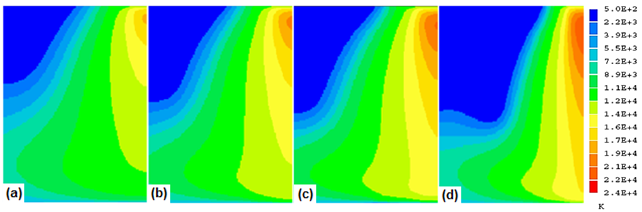 5.0E+2
2.2E+3
3.9E+3
5.5E+3
7.2E+3
8.9E+3
1.1E+4
1.2E+4
1.4E+4
1.6E+4
1.7E+4
1.9E+4
2.1E+4
2.2E+4
2.4E+4
K
(a)
(b)
(c)
(d)